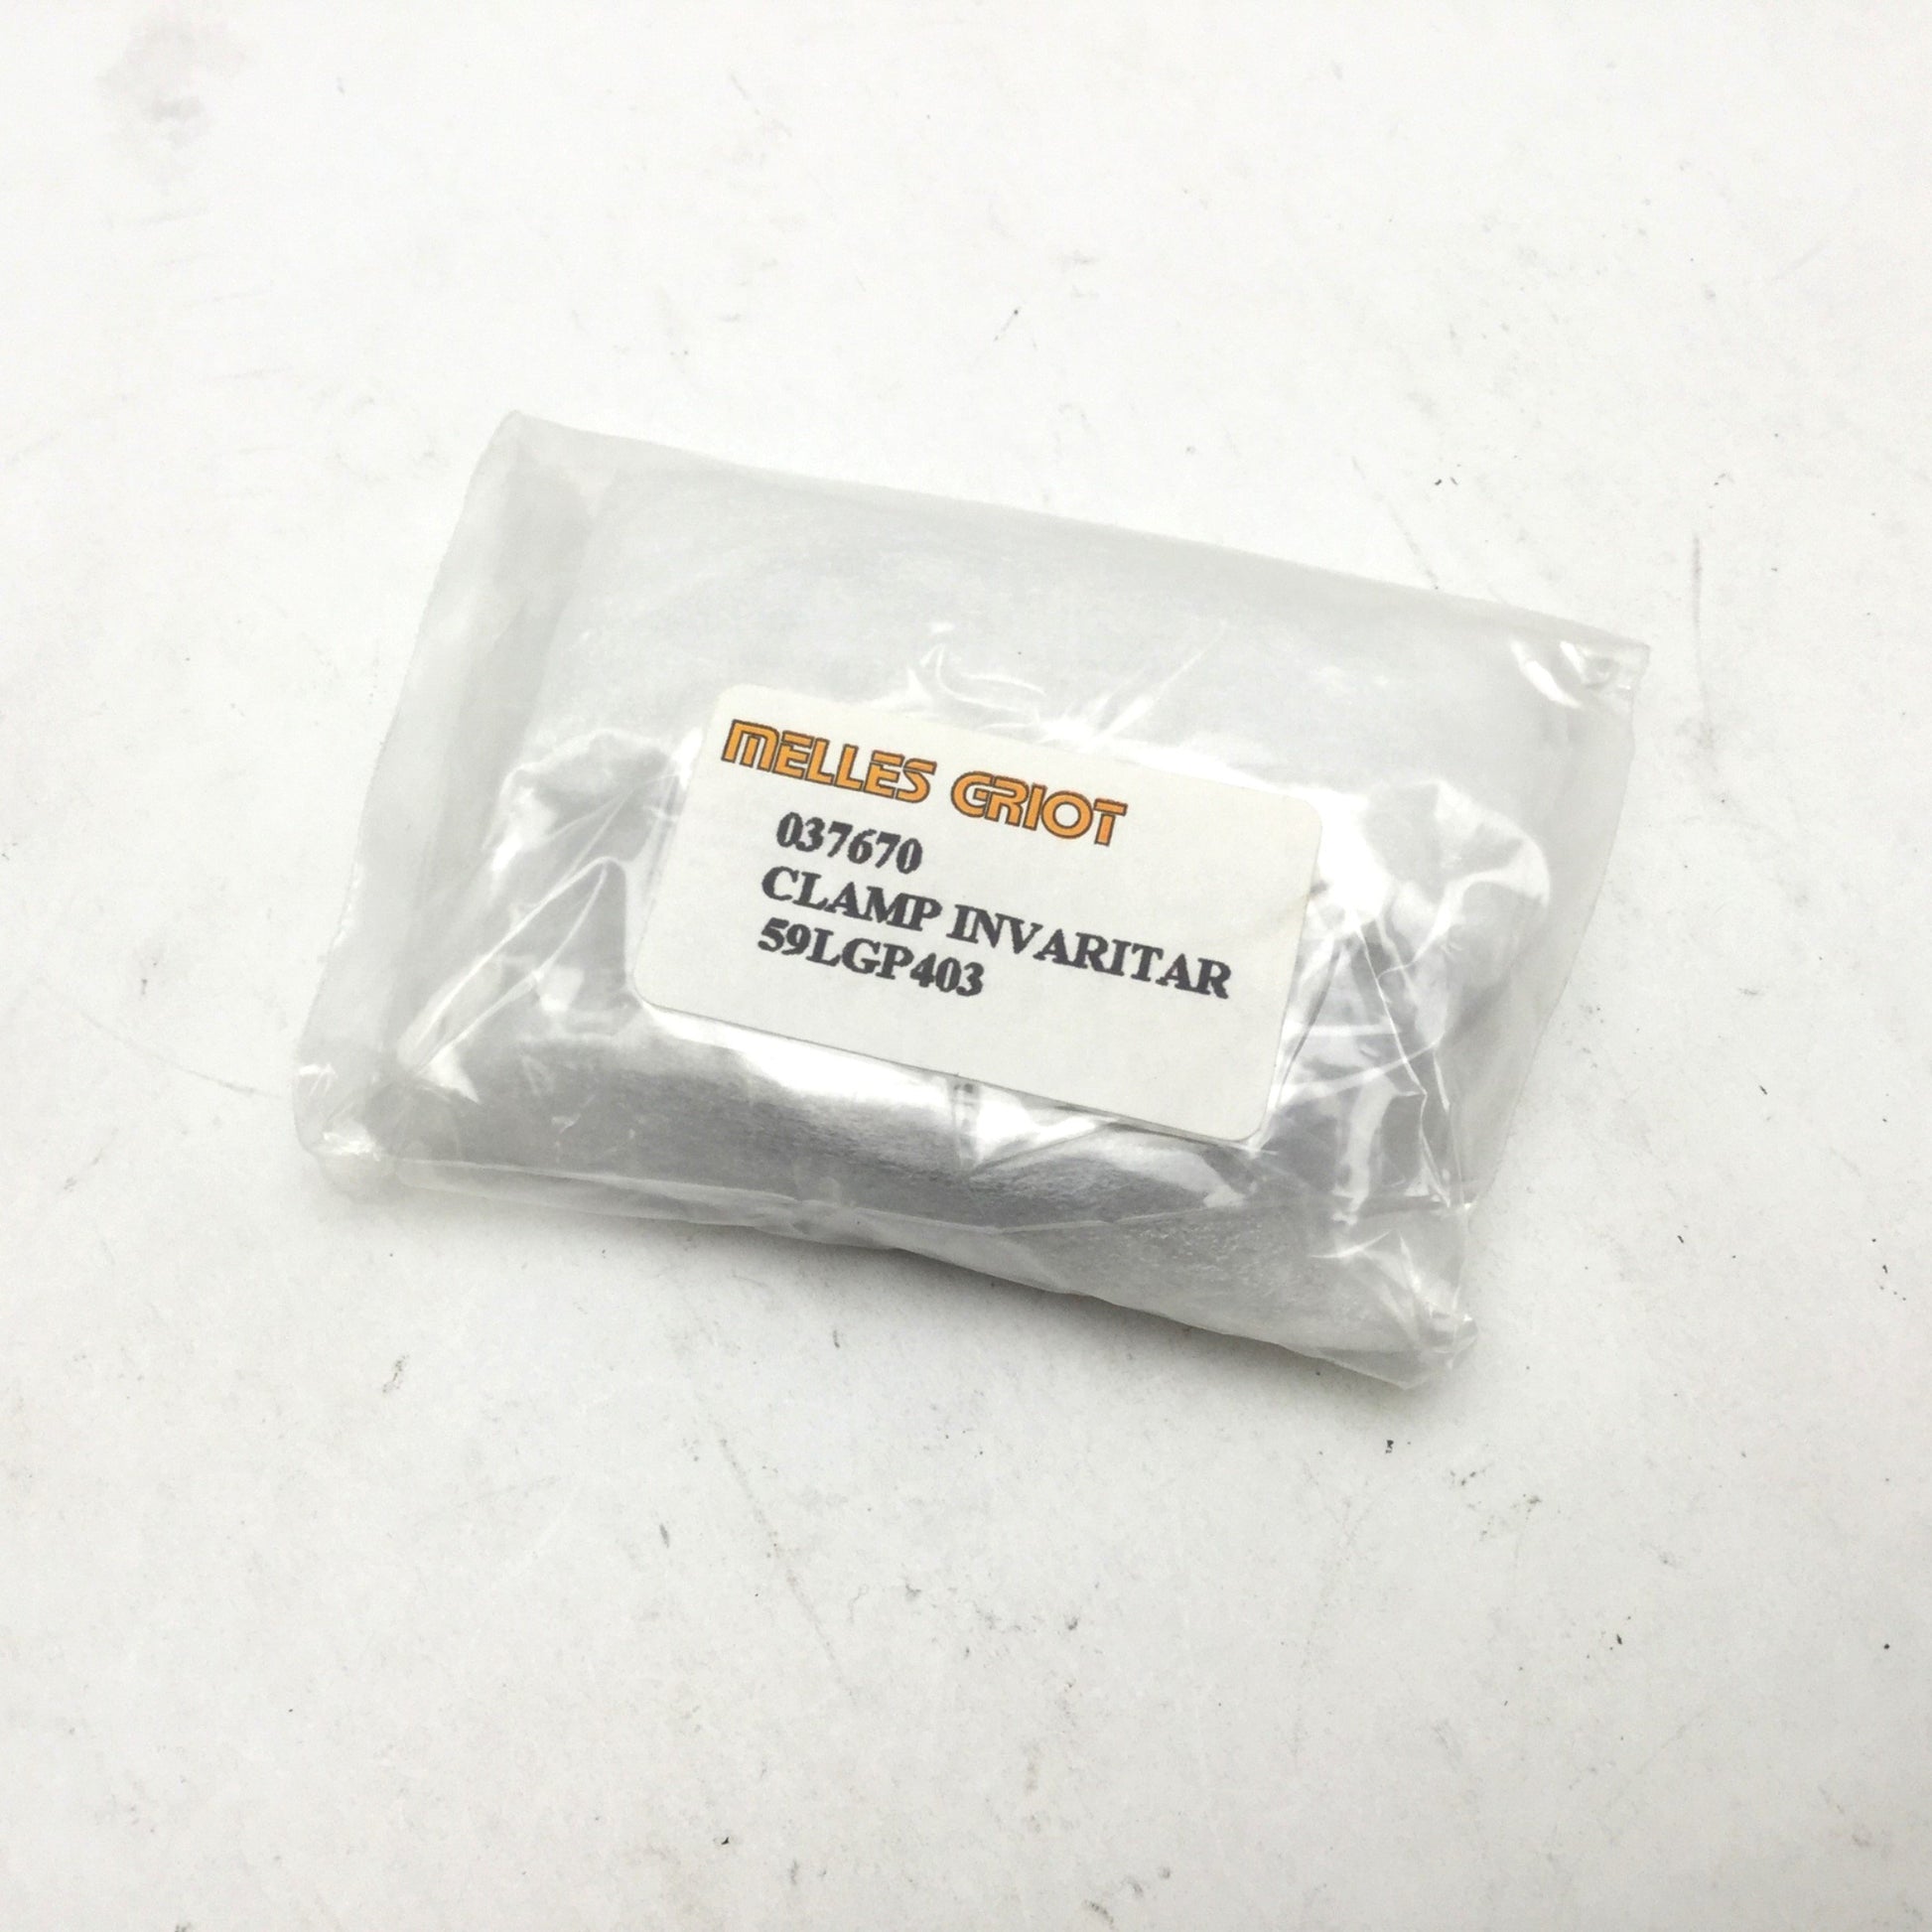 MELLES GRIOT
037670
CLAMP INVARITAR
59LGP403